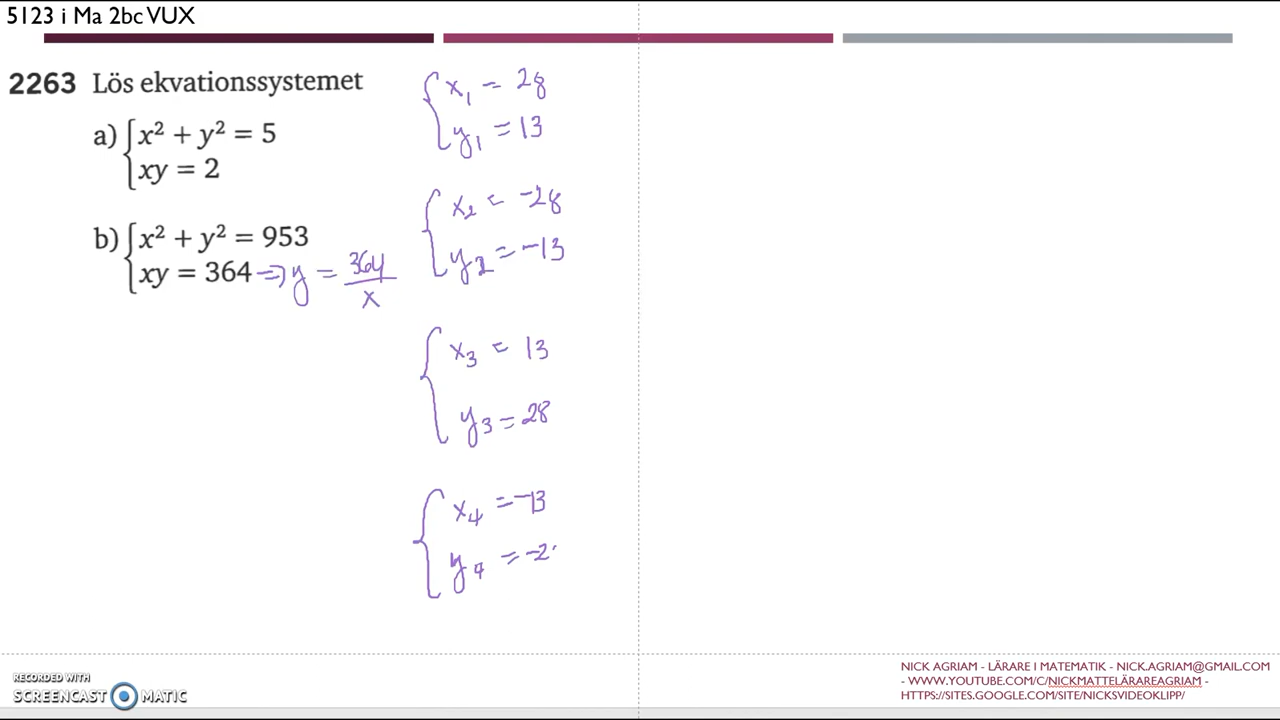 5123 i Ma 2bc VUX
2263 Lös ekvationssystemet
a) { x² + y² = 5
xy = 2
b) { x² + y² = 953
xy = 364 => y = 364/x
{ x₁ = 28
y₁ = 13
{ x₂ = -28
y₂ = -13
{ x₃ = 13
y₃ = 28
{ x₄ = -13
y₄ = -2
RECORDED WITH
SCREENCAST MATIC
NICK AGRIAM - LÄRARE I MATEMATIK - NICK.AGRIAM@GMAIL.COM
- WWW.YOUTUBE.COM/C/NICKMATTELÄRAREAGRIAM -
HTTPS://SITES.GOOGLE.COM/SITE/NICKSVIDEOKLIPP/